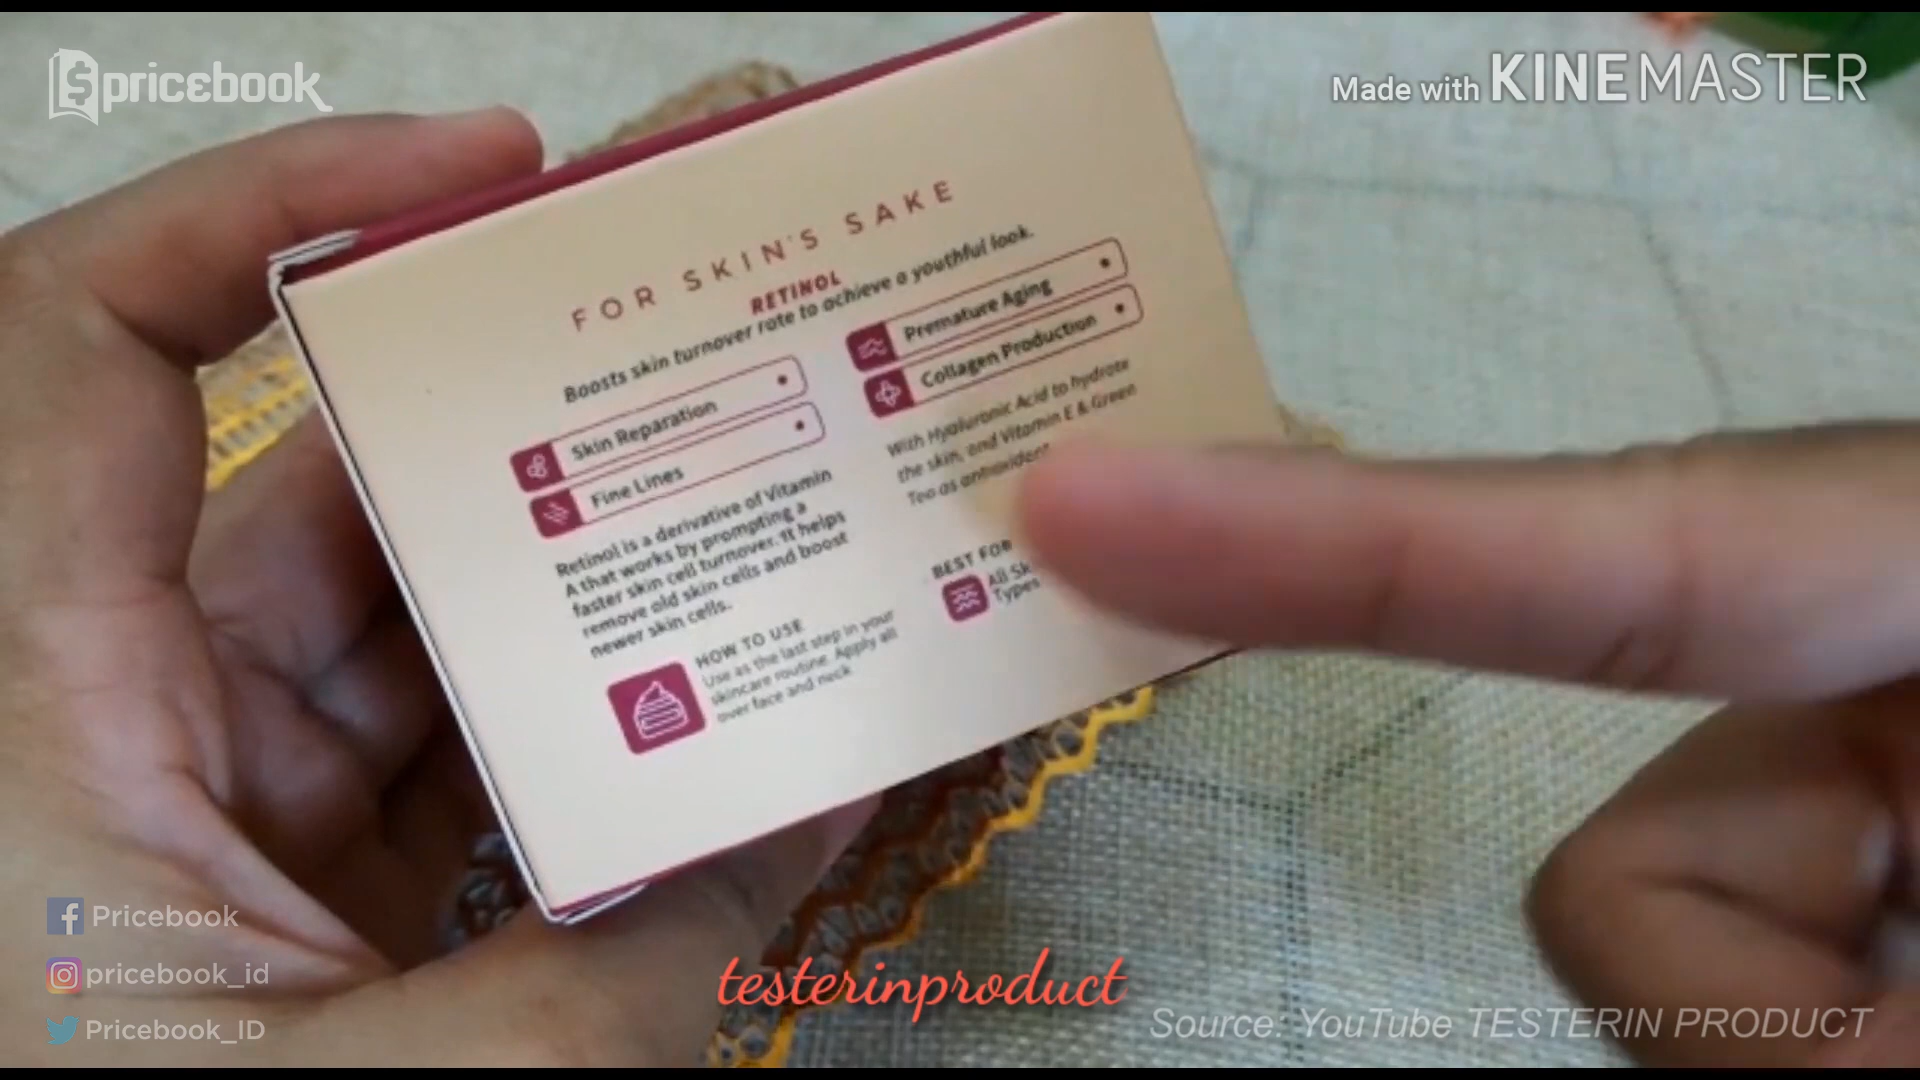 pricebook
Made with KINEMASTER
FOR SKIN'S SAKE
RETINOL
Boosts skin turnover rate to achieve a youthful look.
Skin Reparation
Fine Lines
Premature Aging
Collagen Production
Retinol is a derivative of Vitamin
A that works by prompting a
faster skin cell turnover. It helps
remove old skin cells and boost
newer skin cells.
With Hyaluronic Acid to hydrate
the skin, and Vitamin E & Green
Tea as antioxidant
HOW TO USE
Use as the last step in your
skincare routine. Apply all
over face and neck
BEST FOR
All Sk
Types
Pricebook
pricebook_id
Pricebook_ID
testerinproduct
Source: YouTube TESTERIN PRODUCT